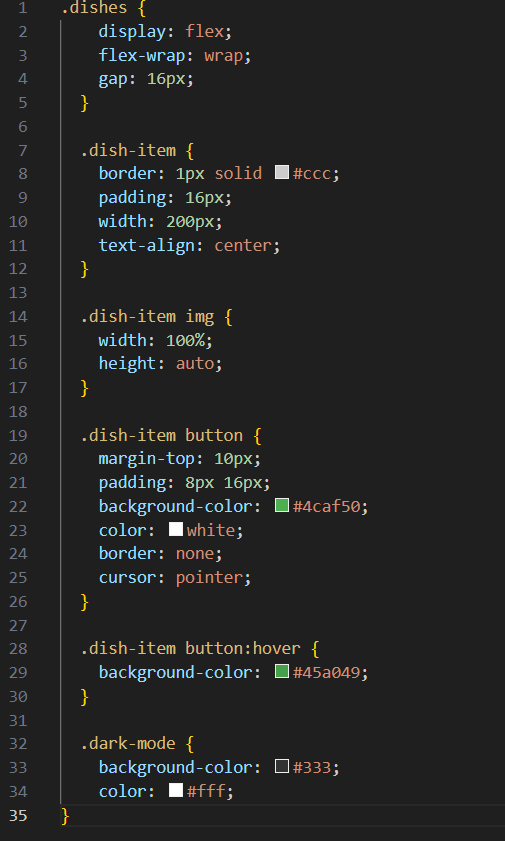 1 .dishes {
2 display: flex;
3 flex-wrap: wrap;
4 gap: 16px;
5 }
6
7 .dish-item {
8 border: 1px solid #ccc;
9 padding: 16px;
10 width: 200px;
11 text-align: center;
12 }
13
14 .dish-item img {
15 width: 100%;
16 height: auto;
17 }
18
19 .dish-item button {
20 margin-top: 10px;
21 padding: 8px 16px;
22 background-color: #4caf50;
23 color: white;
24 border: none;
25 cursor: pointer;
26 }
27
28 .dish-item button:hover {
29 background-color: #45a049;
30 }
31
32 .dark-mode {
33 background-color: #333;
34 color: #fff;
35 }